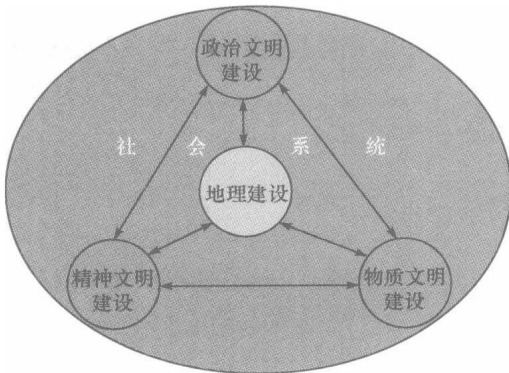 政治文明
建设
社会系统
地理建设
精神文明
建设
物质文明
建设